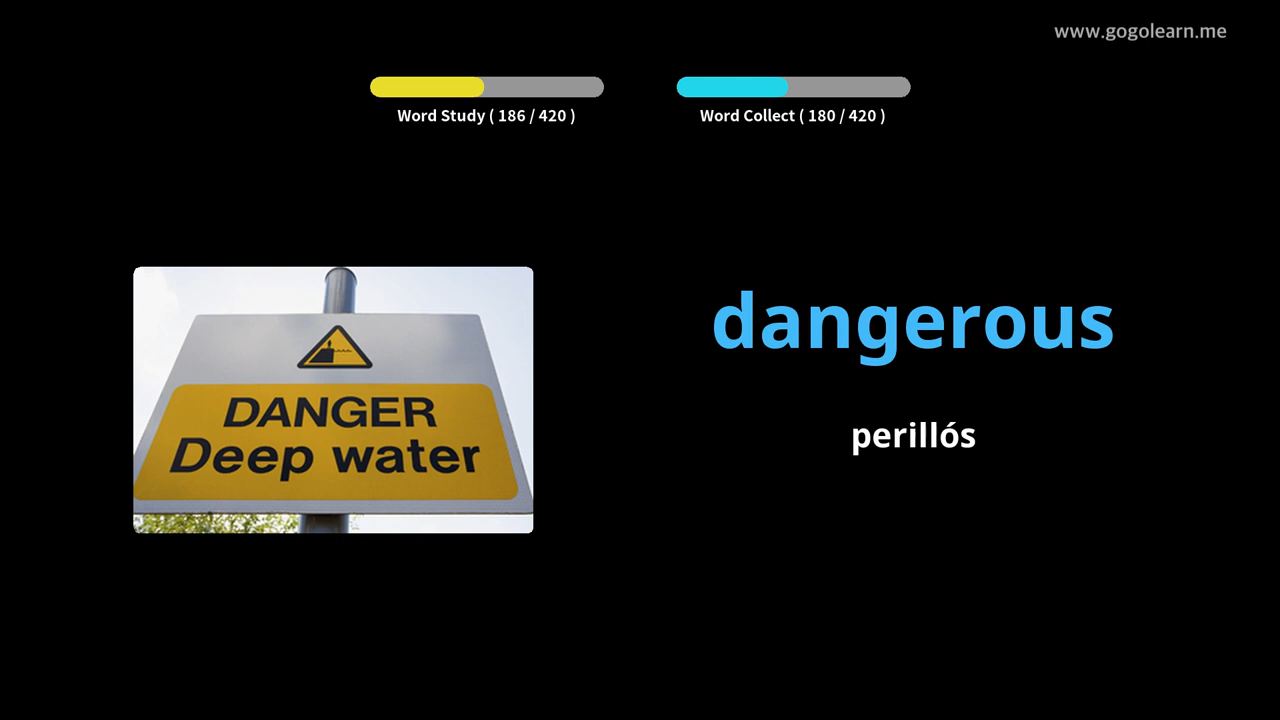 www.gogolearn.me
Word Study ( 186 / 420 )
Word Collect ( 180 / 420 )
DANGER
Deep water
dangerous
perillós